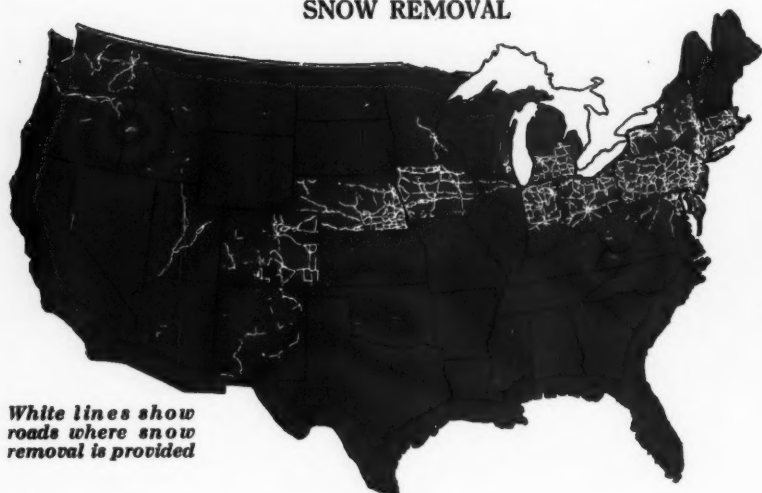 SNOW REMOVAL
White lines show
roads where snow
removal is provided